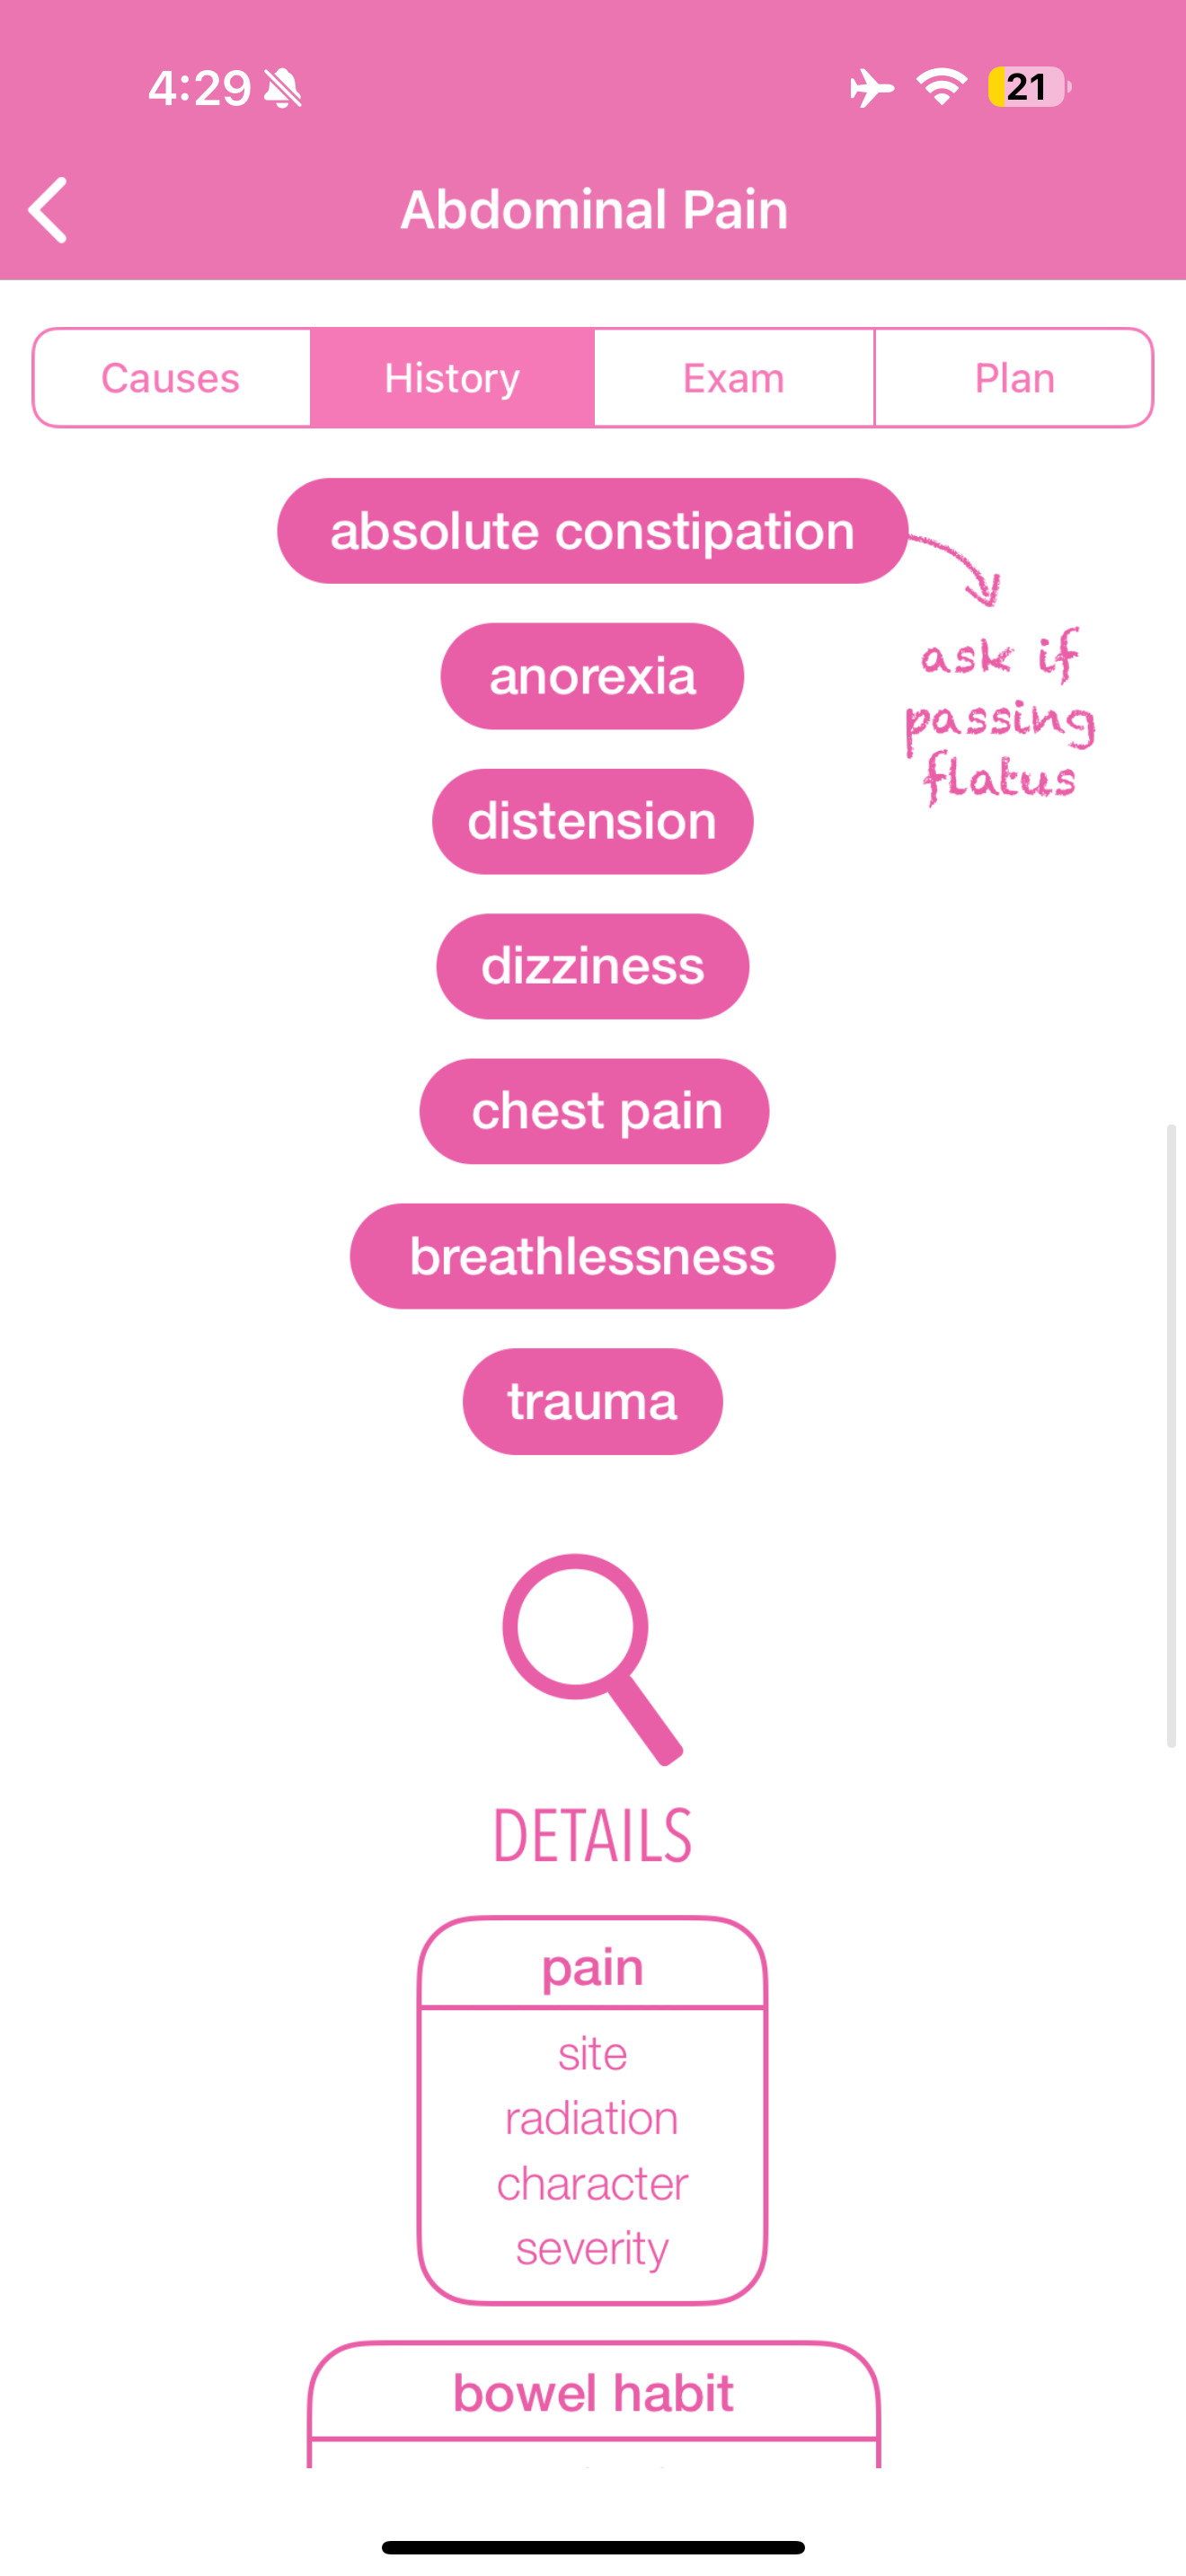 4:29
21
Abdominal Pain
Causes
History
Exam
Plan
absolute constipation
ask if
passing
flatus
anorexia
distension
dizziness
chest pain
breathlessness
trauma
DETAILS
pain
site
radiation
character
severity
bowel habit